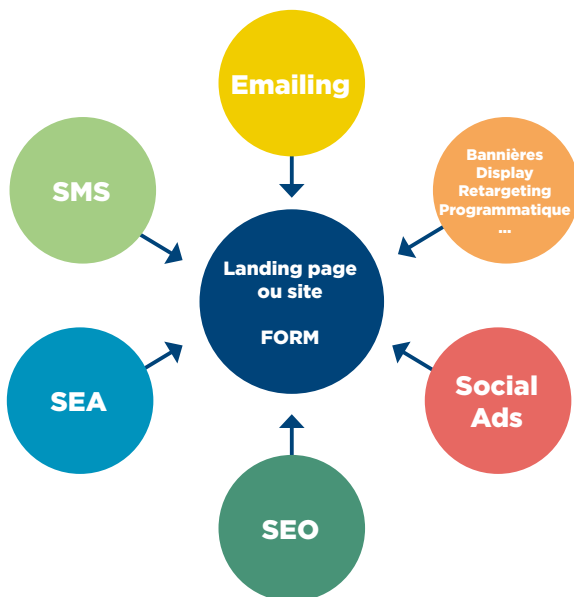 Emailing
SMS
Bannières
Display
Retargeting
Programmatique
...
Landing page
ou site
FORM
SEA
Social
Ads
SEO